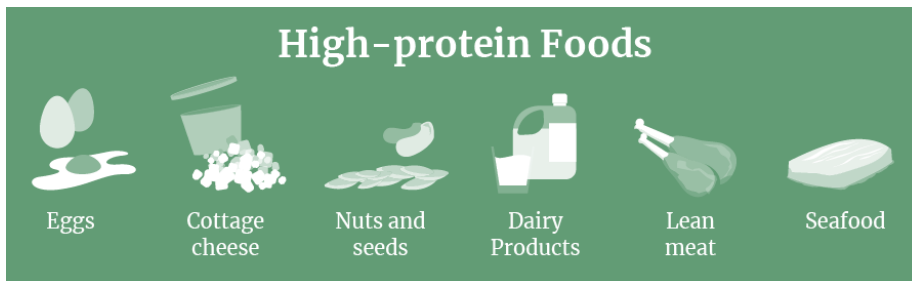 High-protein Foods
Eggs
Cottage
cheese
Nuts and
seeds
Dairy
Products
Lean
meat
Seafood